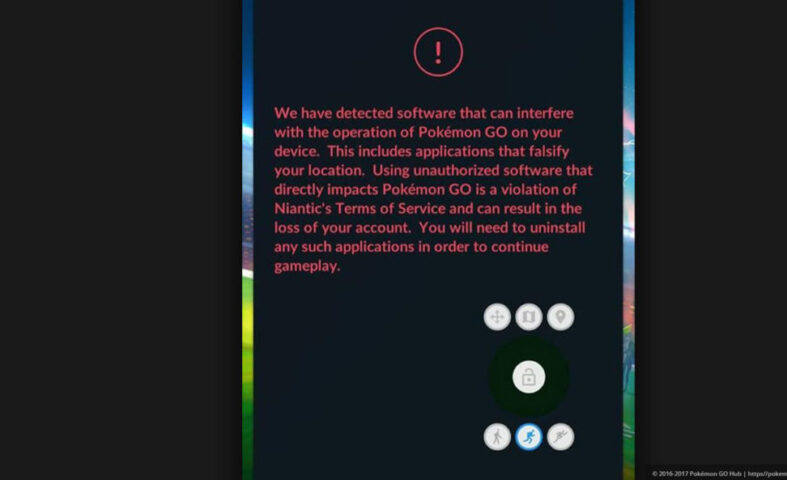 !
We have detected software that can interfere
with the operation of Pokémon GO on your
device.  This includes applications that falsify
your location.  Using unauthorized software that
directly impacts Pokémon GO is a violation of
Niantic's Terms of Service and can result in the
loss of your account.  You will need to uninstall
any such applications in order to continue
gameplay.
© 2016-2017 Pokémon GO Hub | https//pokem